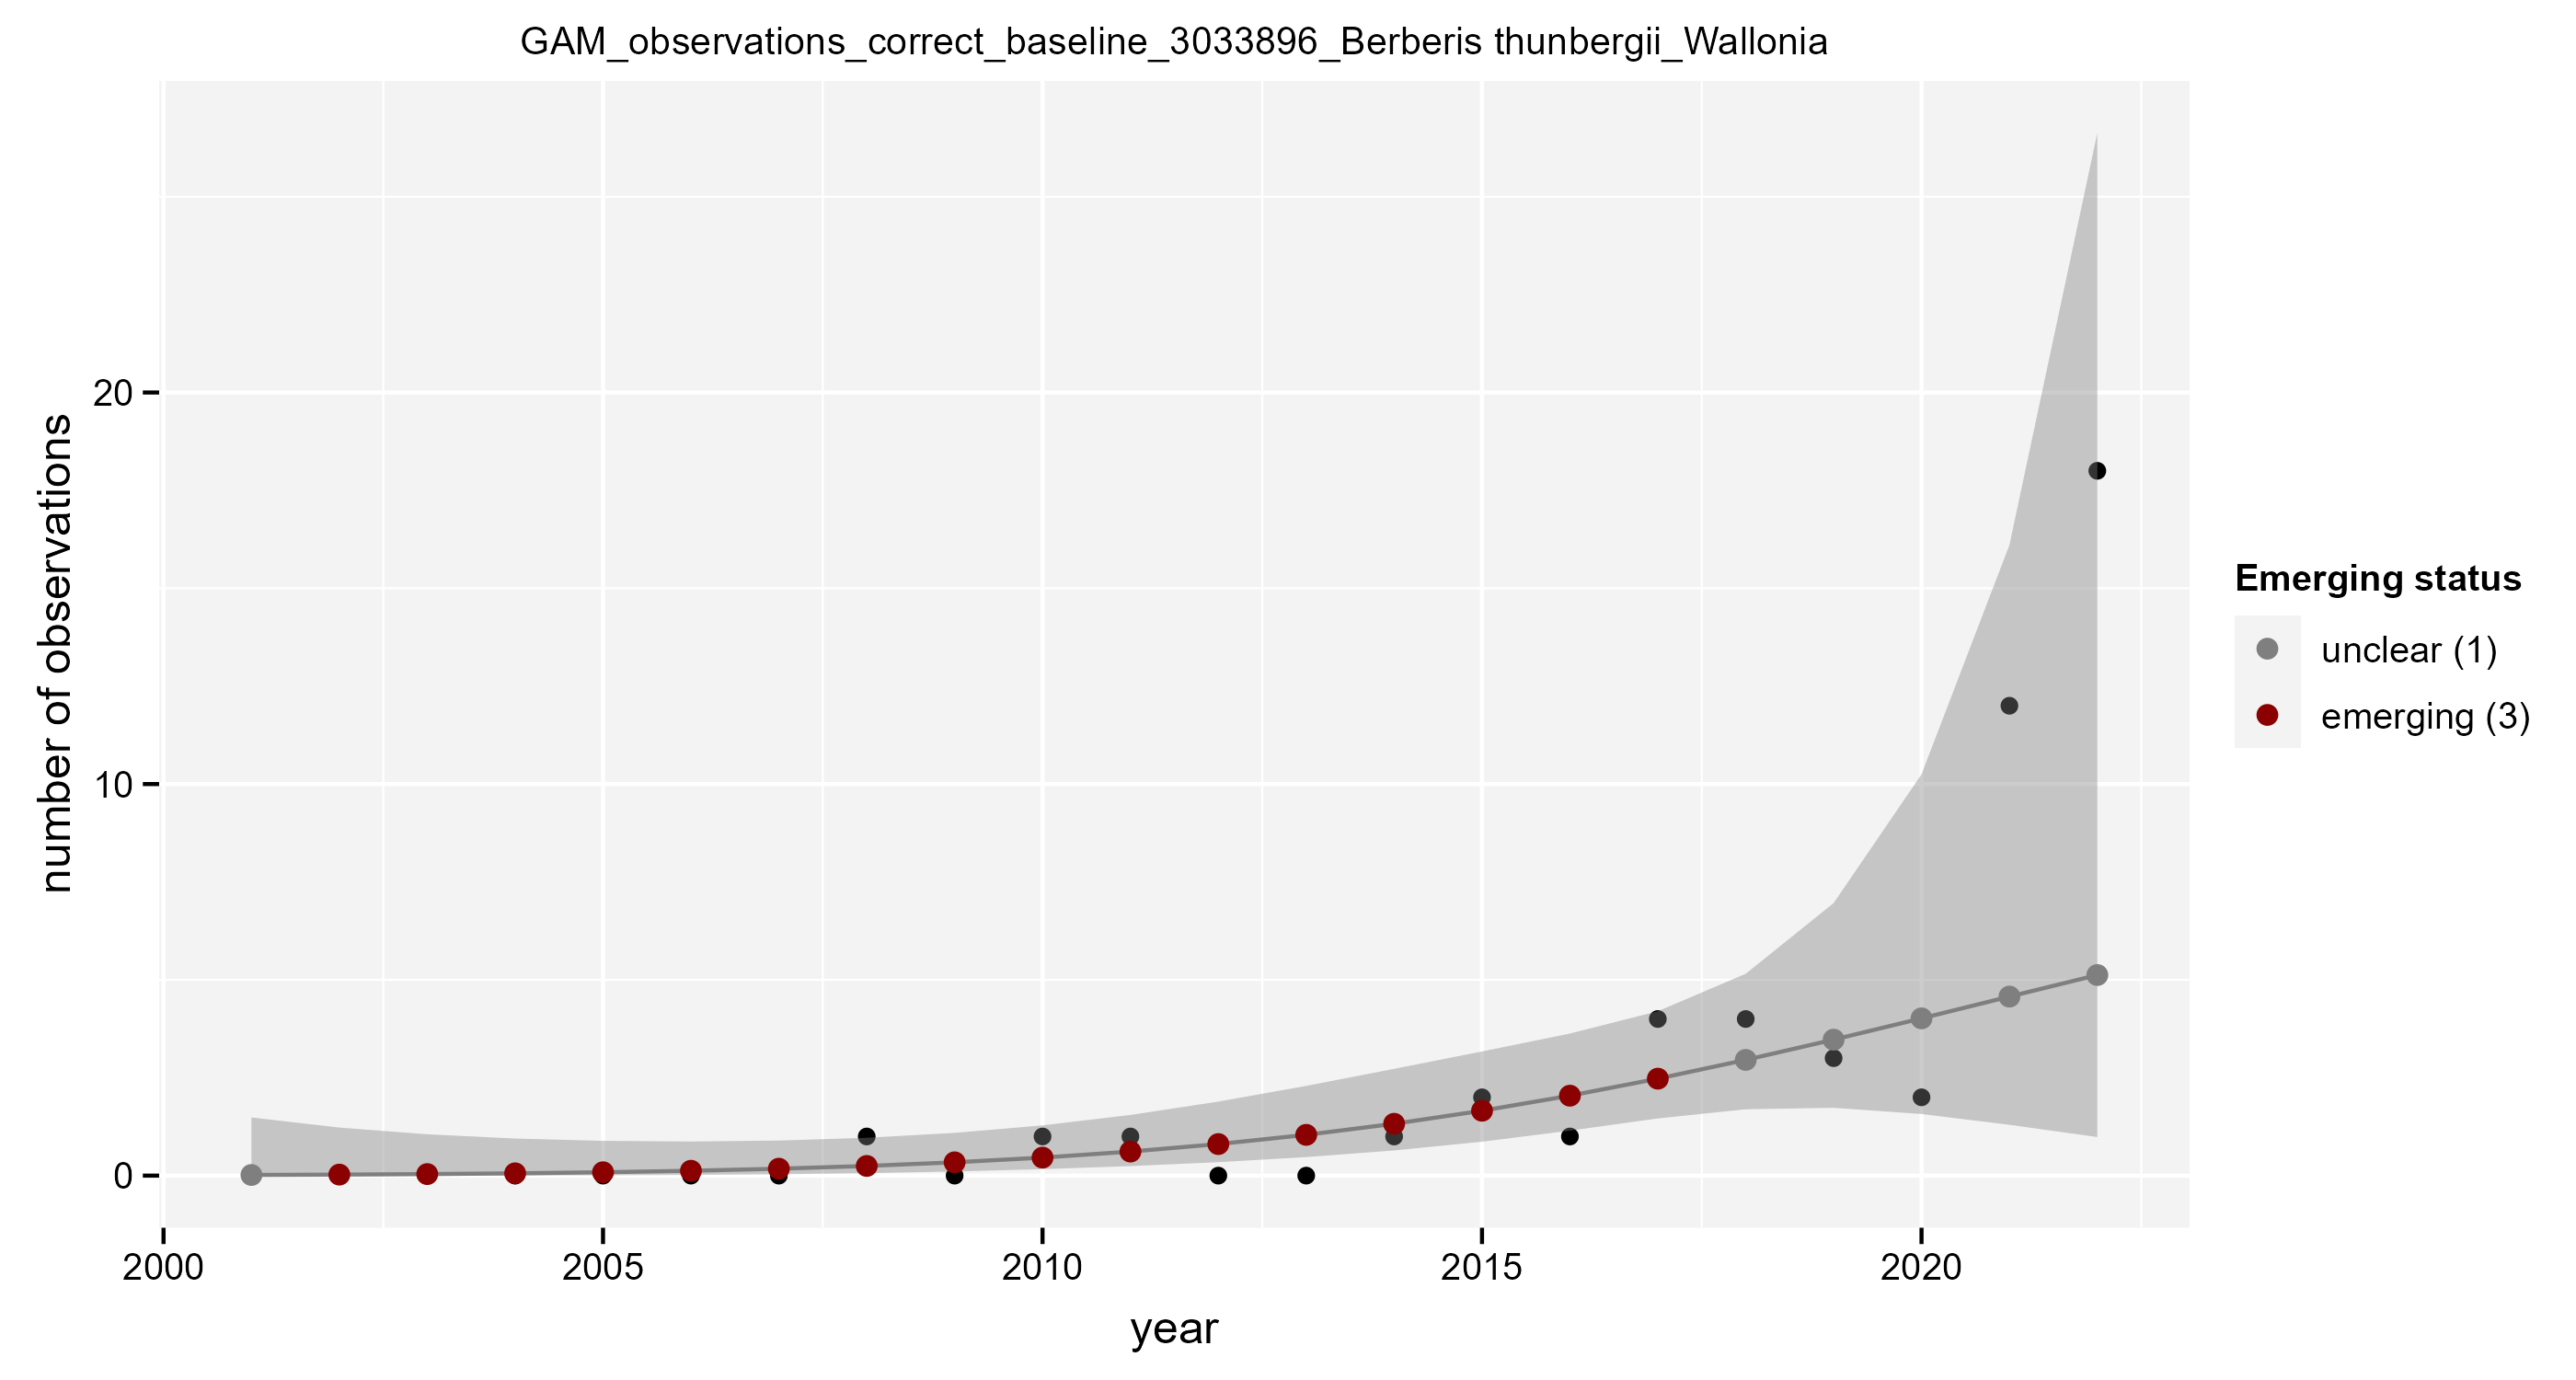 GAM_observations_correct_baseline_3033896_Berberis thunbergii_Wallonia
number of observations
20
10
0
2000
2005
2010
2015
2020
year
Emerging status
unclear (1)
emerging (3)